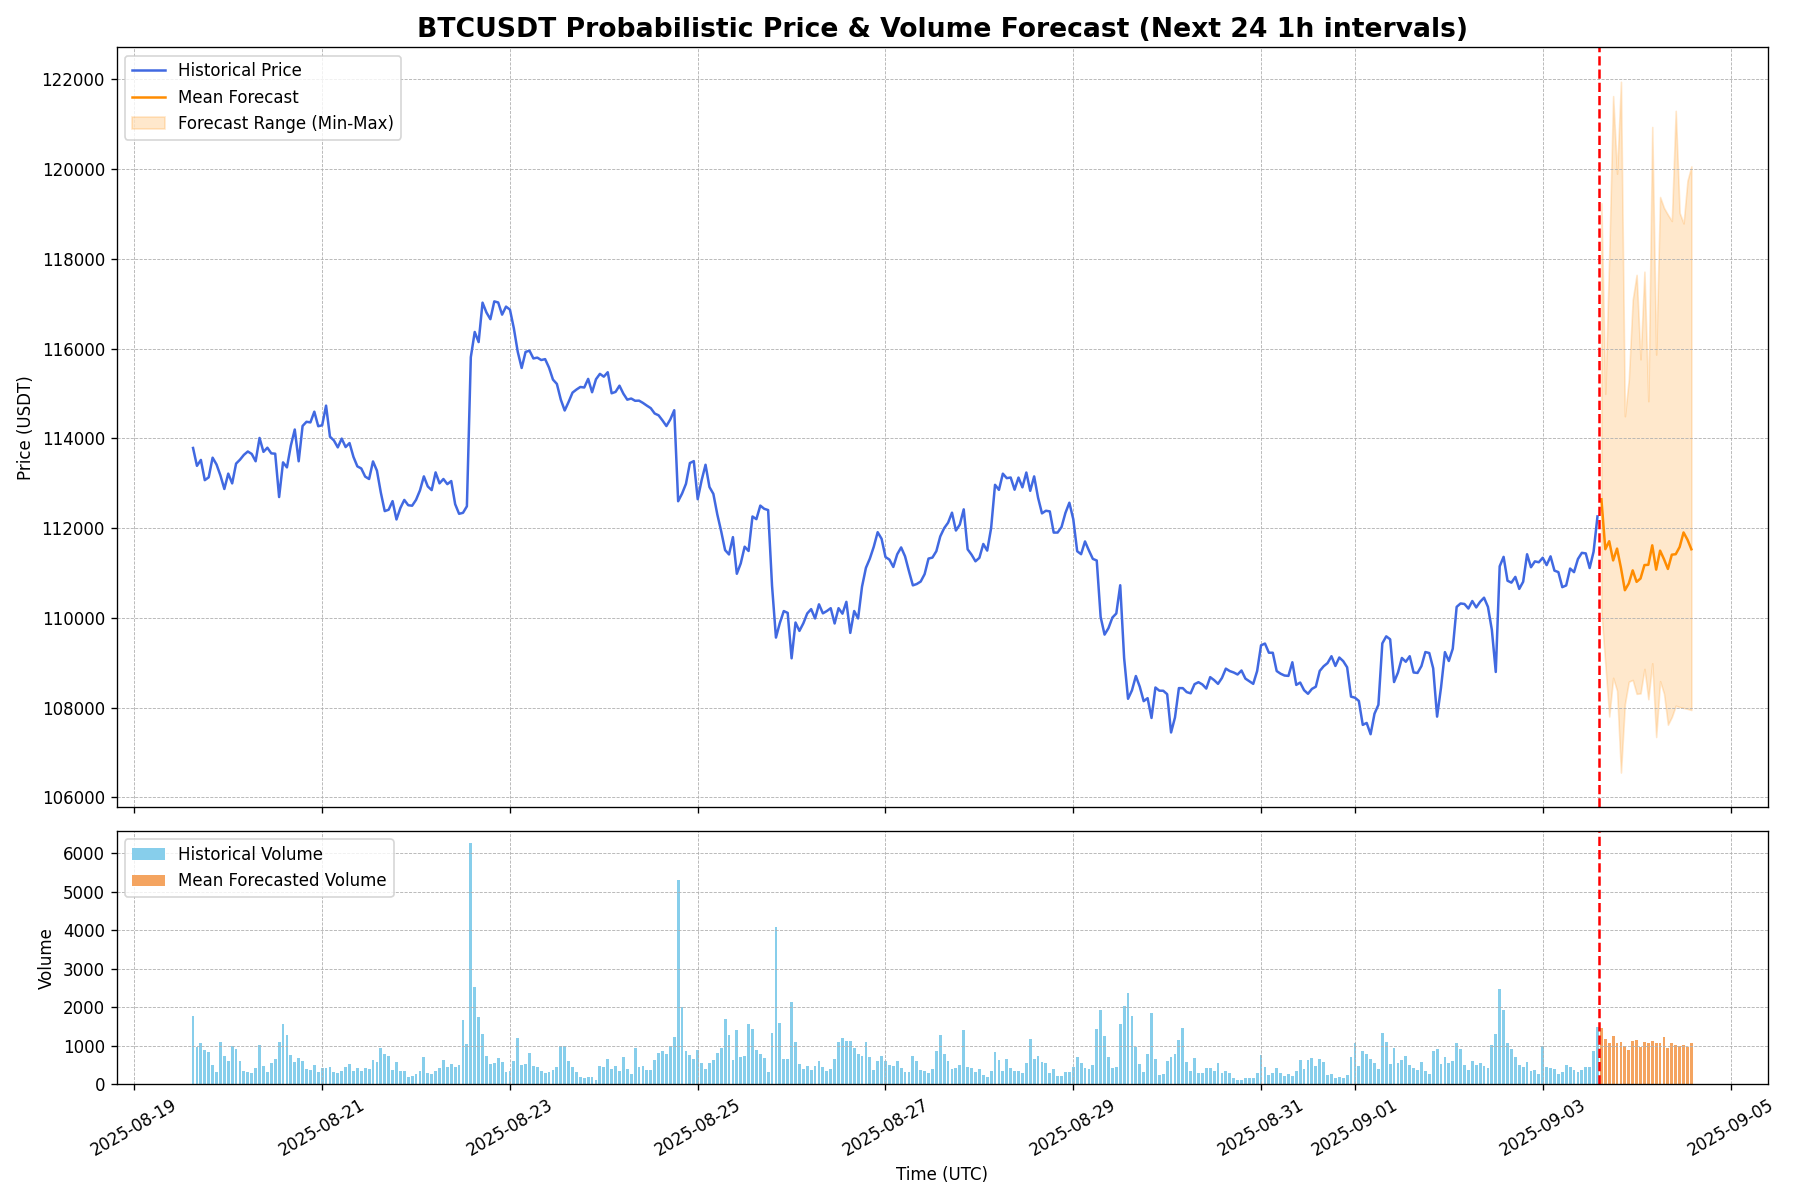 BTCUSDT Probabilistic Price & Volume Forecast (Next 24 1h intervals)
Historical Price
Mean Forecast
Forecast Range (Min-Max)
122000
120000
118000
116000
114000
112000
110000
108000
106000
Price (USDT)
Historical Volume
Mean Forecasted Volume
6000
5000
4000
3000
2000
1000
0
Volume
2025-08-19
2025-08-21
2025-08-23
2025-08-25
2025-08-27
2025-08-29
2025-08-31
2025-09-01
2025-09-03
2025-09-05
Time (UTC)